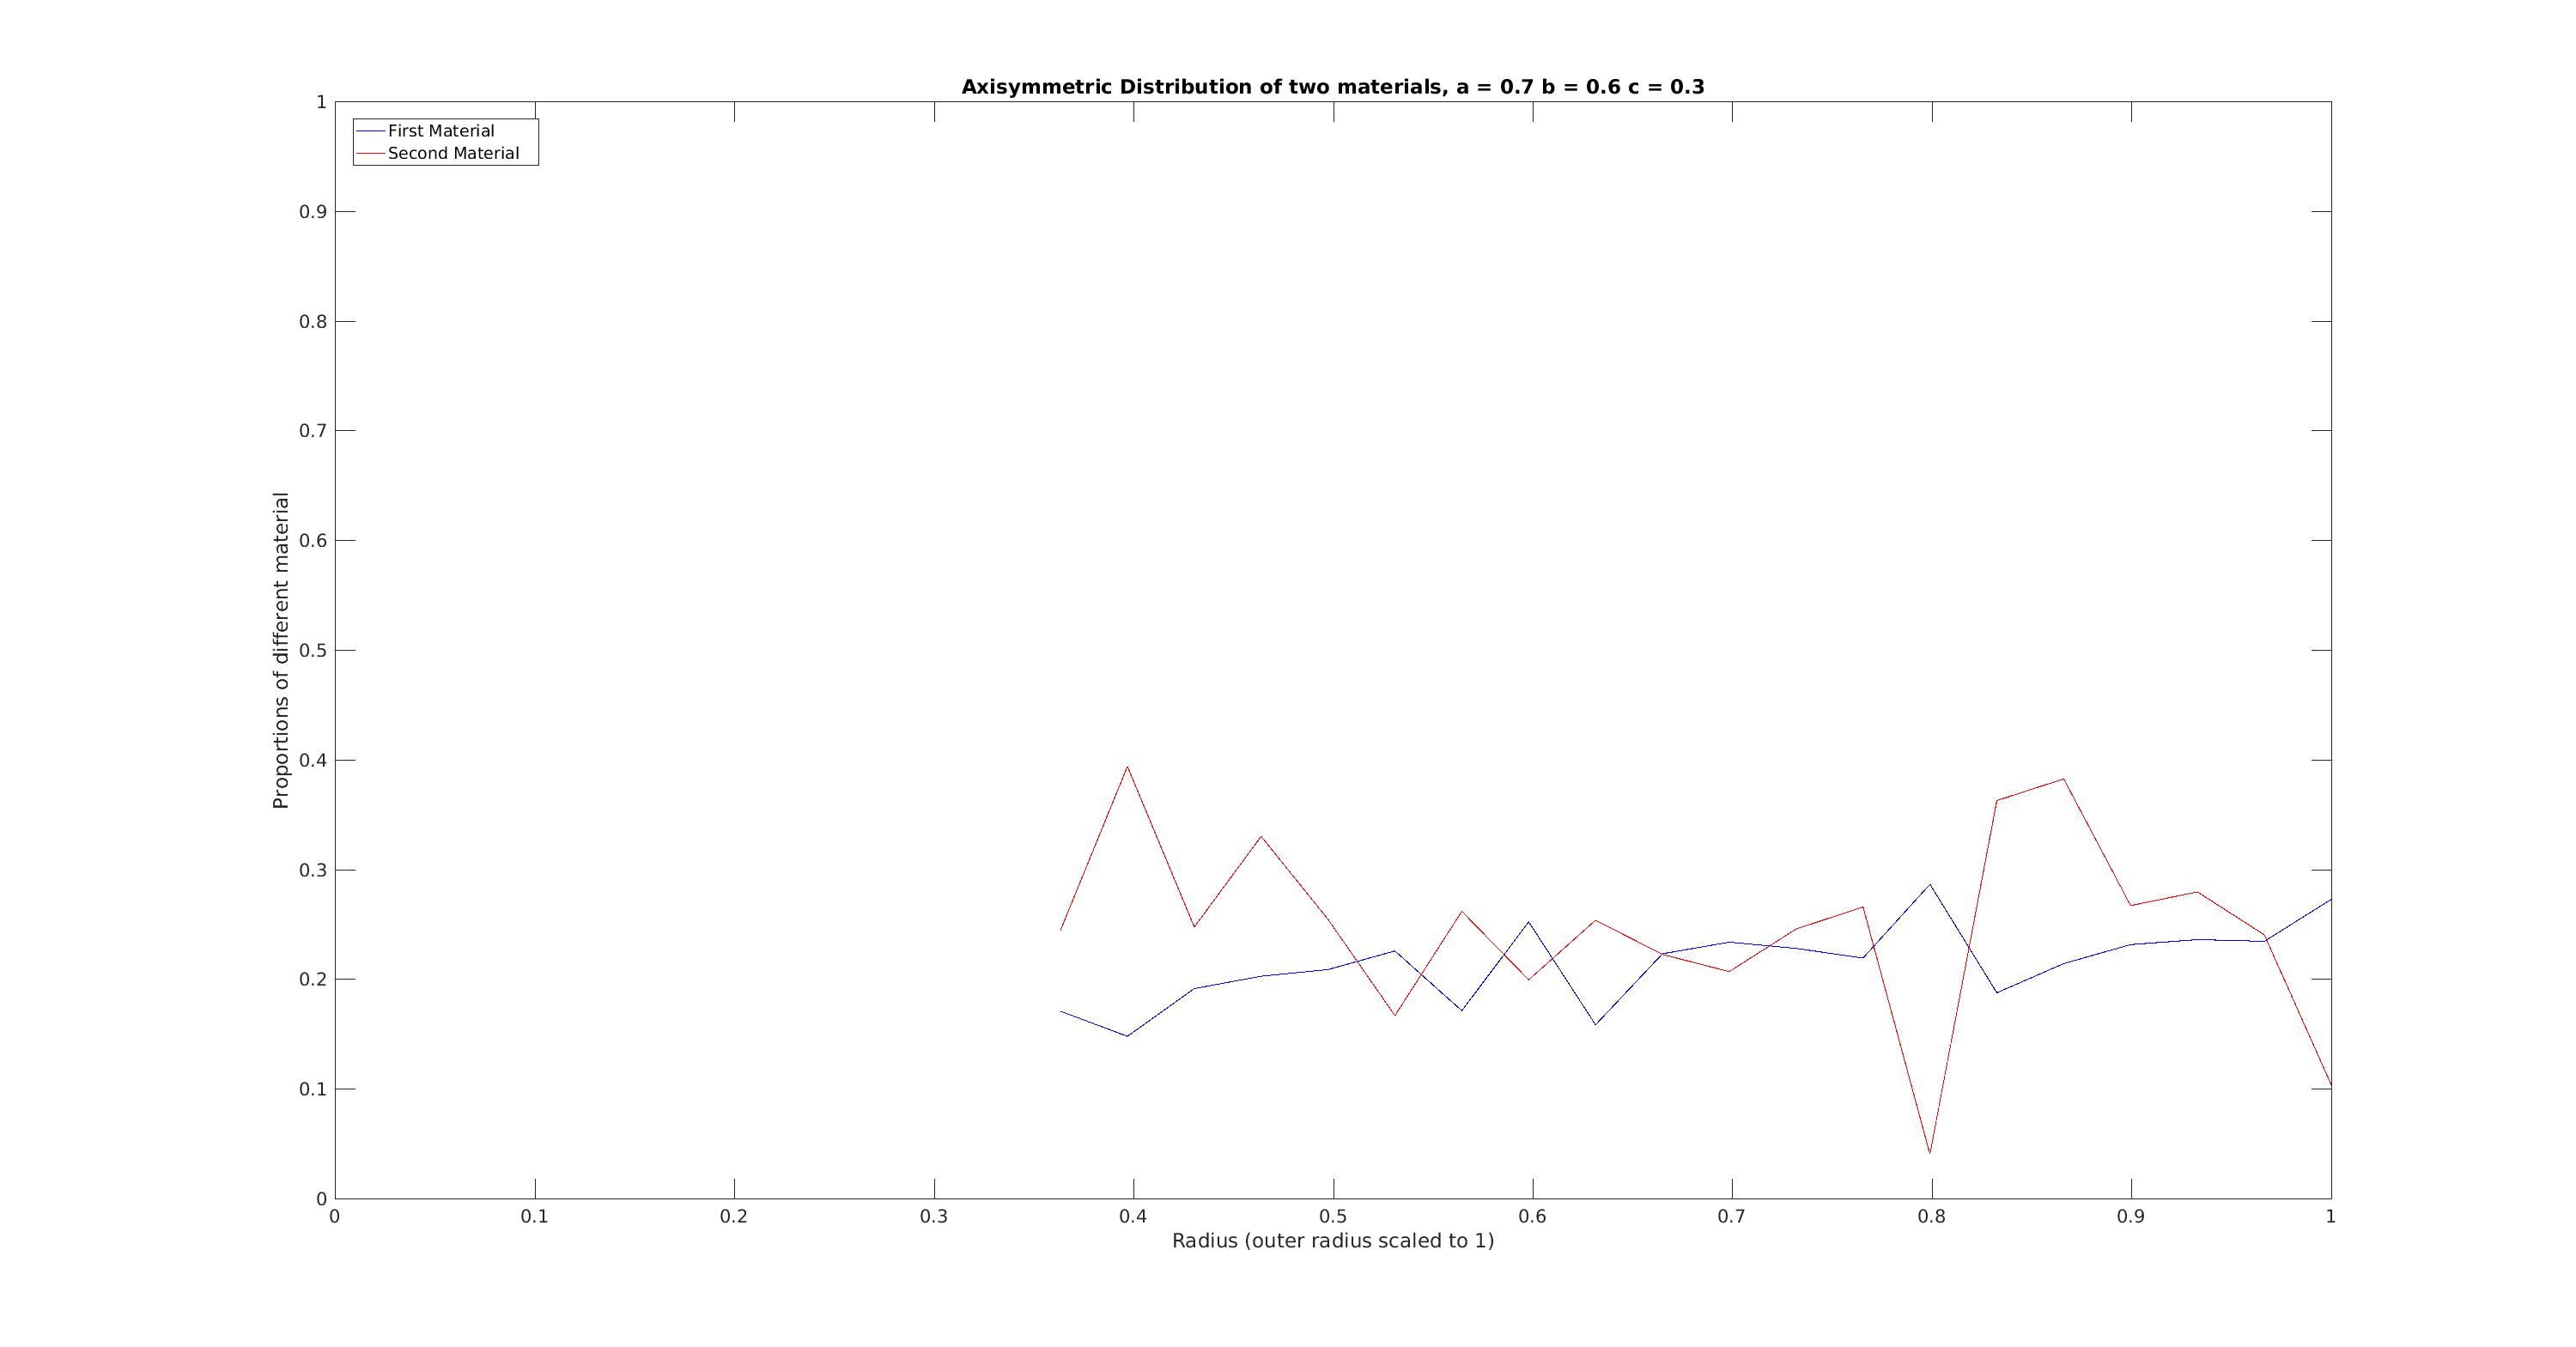 Axisymmetric Distribution of two materials, a = 0.7 b = 0.6 c = 0.3
First Material
Second Material
1
0.9
0.8
0.7
0.6
0.5
0.4
0.3
0.2
0.1
0
Proportions of different material
0 0.1 0.2 0.3 0.4 0.5 0.6 0.7 0.8 0.9 1
Radius (outer radius scaled to 1)